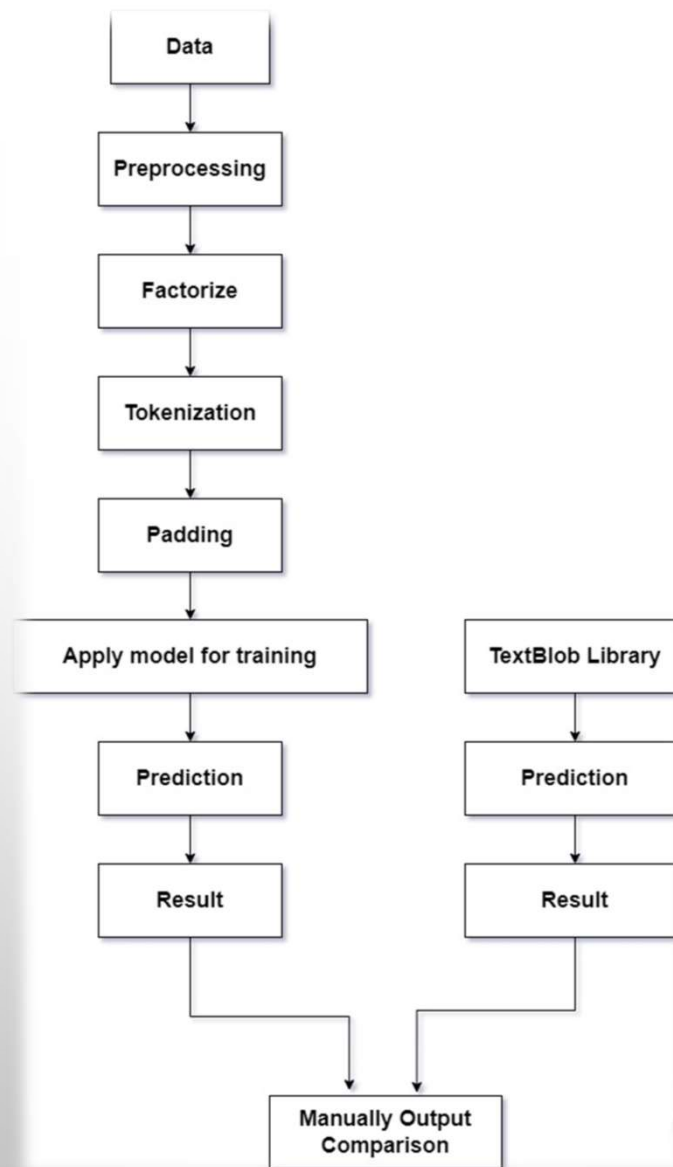 Data
Preprocessing
Factorize
Tokenization
Padding
Apply model for training
TextBlob Library
Prediction
Prediction
Result
Result
Manually Output
Comparison